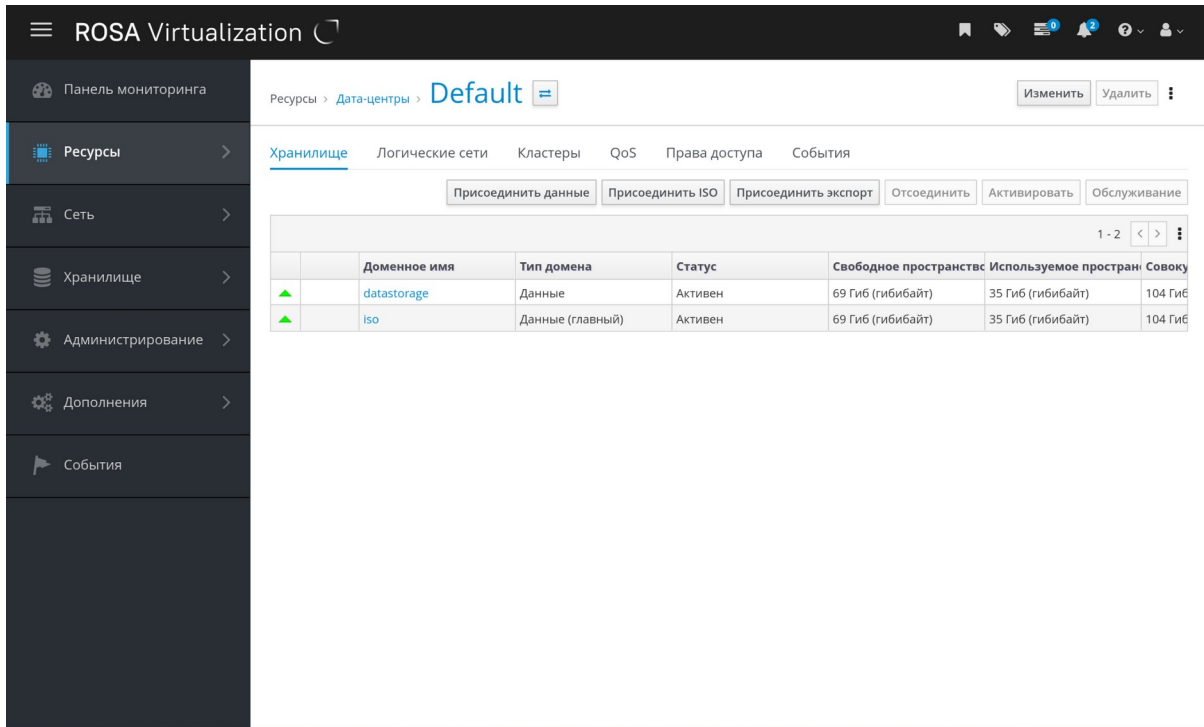 ROSA Virtualization
0
2
Панель мониторинга
Ресурсы
Сеть
Хранилище
Администрирование
Дополнения
События
Ресурсы › Дата-центры › Default
Изменить Удалить
Хранилище Логические сети Кластеры QoS Права доступа События
Присоединить данные Присоединить ISO Присоединить экспорт Отсоединить Активировать Обслуживание
1 - 2
Доменное имя Тип домена Статус Свободное пространство Используемое простран Совоку
datastorage Данные Активен 69 Гиб (гибибайт) 35 Гиб (гибибайт) 104 Гиб
iso Данные (главный) Активен 69 Гиб (гибибайт) 35 Гиб (гибибайт) 104 Гиб